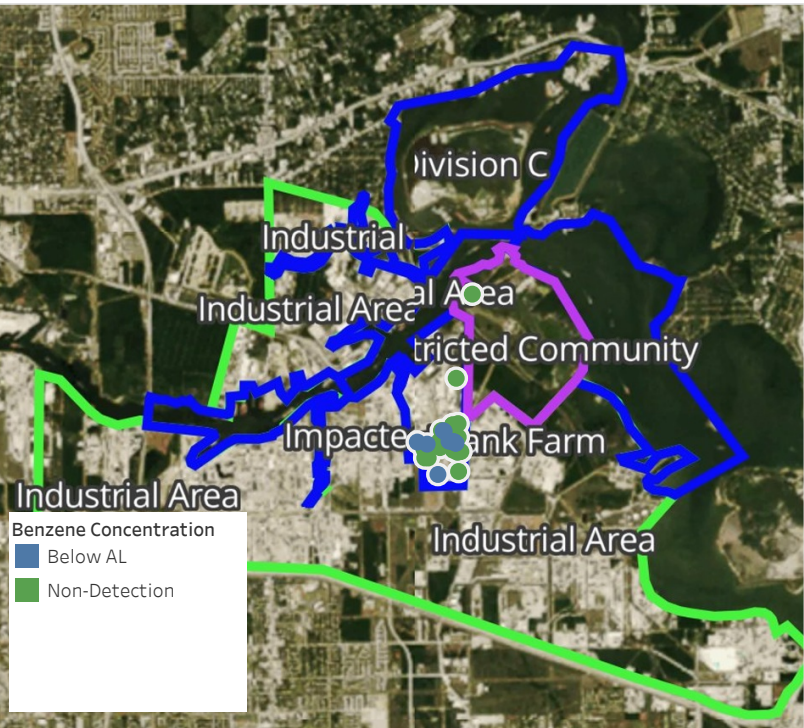 Division C
Industrial
al Area
Industrial Area
tricted Community
Impacte ank Farm
Industrial Area
Industrial Area
Benzene Concentration
Below AL
Non-Detection